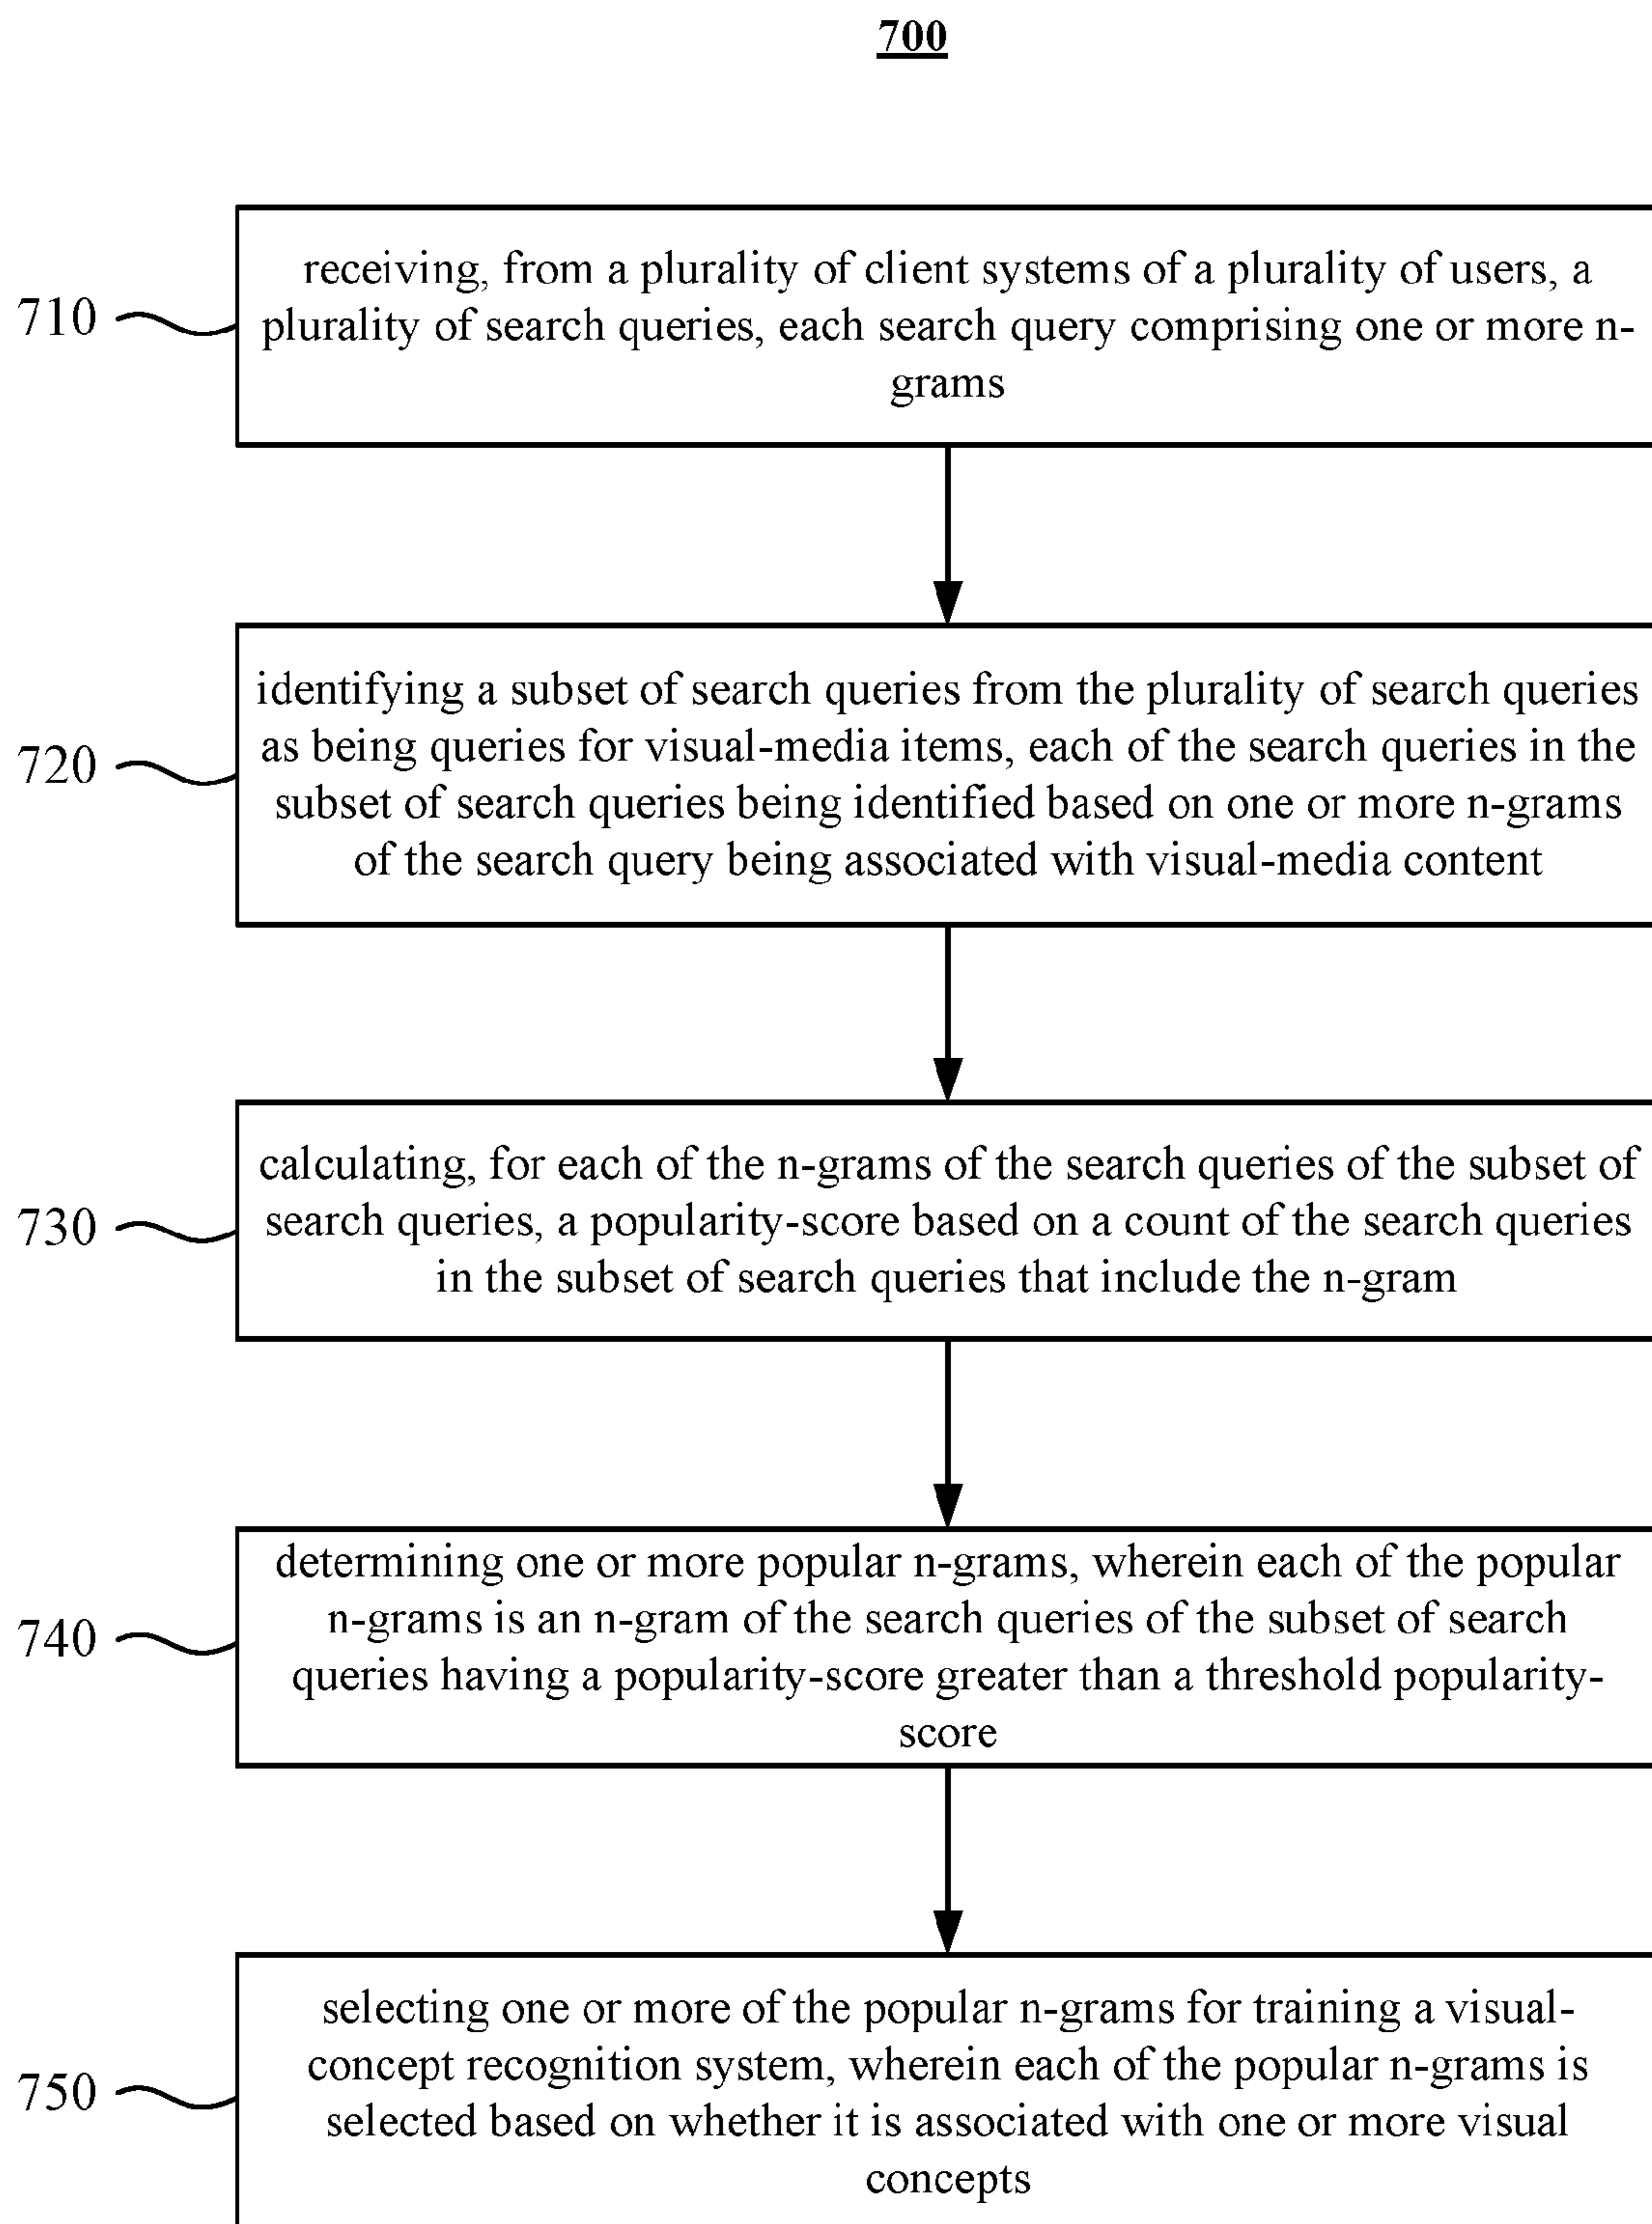 700
710
receiving, from a plurality of client systems of a plurality of users, a
plurality of search queries, each search query comprising one or more n-
grams
720
identifying a subset of search queries from the plurality of search queries
as being queries for visual-media items, each of the search queries in the
subset of search queries being identified based on one or more n-grams
of the search query being associated with visual-media content
730
calculating, for each of the n-grams of the search queries of the subset of
search queries, a popularity-score based on a count of the search queries
in the subset of search queries that include the n-gram
740
determining one or more popular n-grams, wherein each of the popular
n-grams is an n-gram of the search queries of the subset of search
queries having a popularity-score greater than a threshold popularity-
score
750
selecting one or more of the popular n-grams for training a visual-
concept recognition system, wherein each of the popular n-grams is
selected based on whether it is associated with one or more visual
concepts